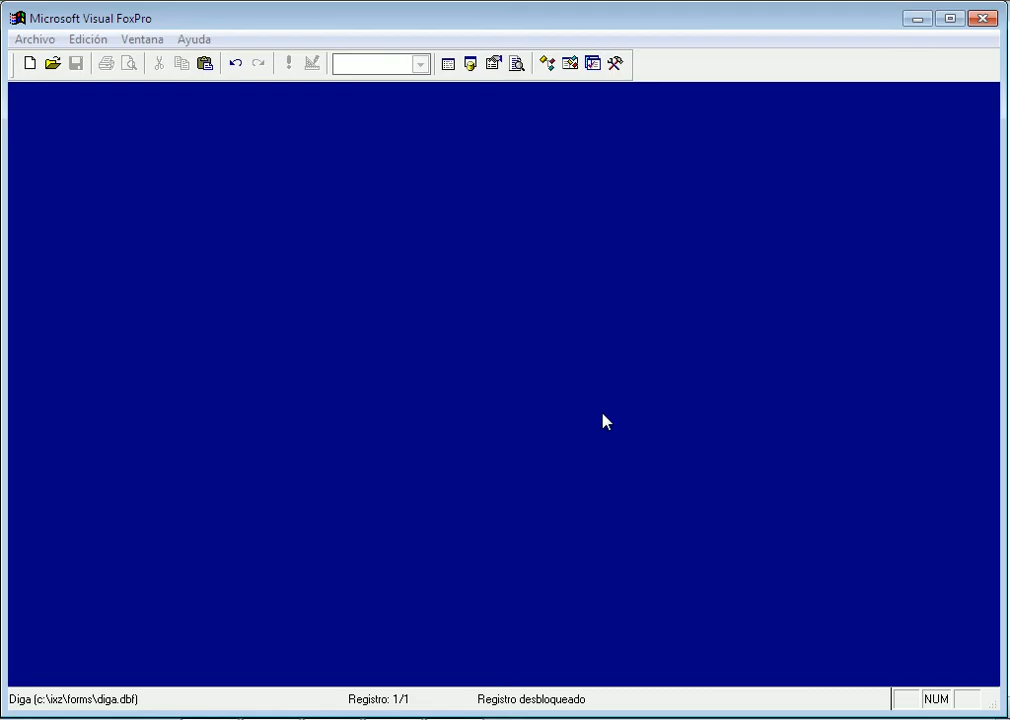 Microsoft Visual FoxPro
Archivo Edición Ventana Ayuda
Diga (c:\ixz\forms\diga.dbf) Registro: 1/1 Registro desbloqueado NUM